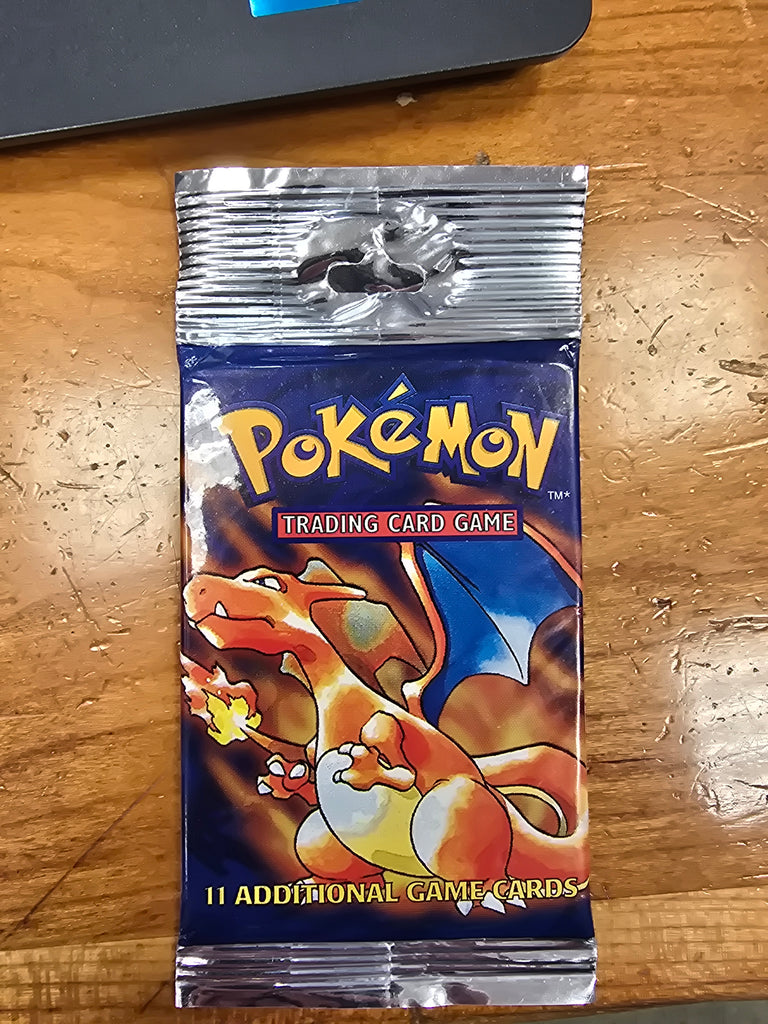 POKéMON
TM*
TRADING CARD GAME
11 ADDITIONAL GAME CARDS